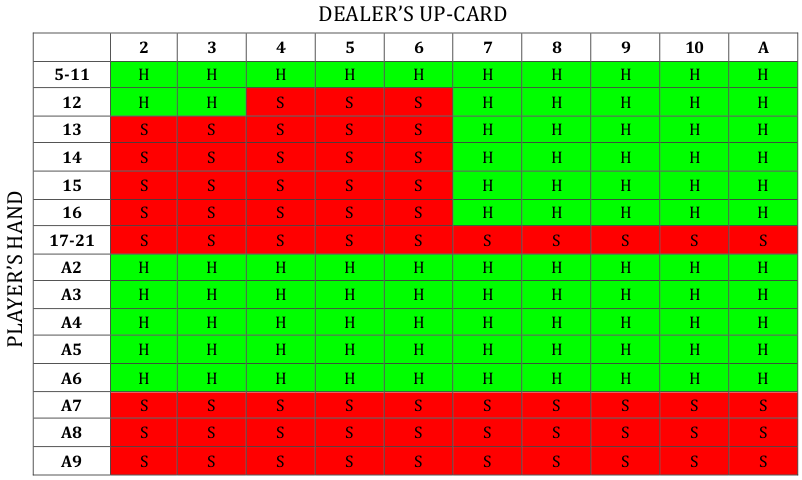 DEALER’S UP-CARD
2 3 4 5 6 7 8 9 10 A
5-11 H H H H H H H H H H
12 H H S S S H H H H H
13 S S S S S H H H H H
14 S S S S S H H H H H
15 S S S S S H H H H H
16 S S S S S H H H H H
17-21 S S S S S S S S S S
A2 H H H H H H H H H H
A3 H H H H H H H H H H
A4 H H H H H H H H H H
A5 H H H H H H H H H H
A6 H H H H H H H H H H
A7 S S S S S S S S S S
A8 S S S S S S S S S S
A9 S S S S S S S S S S
PLAYER’S HAND